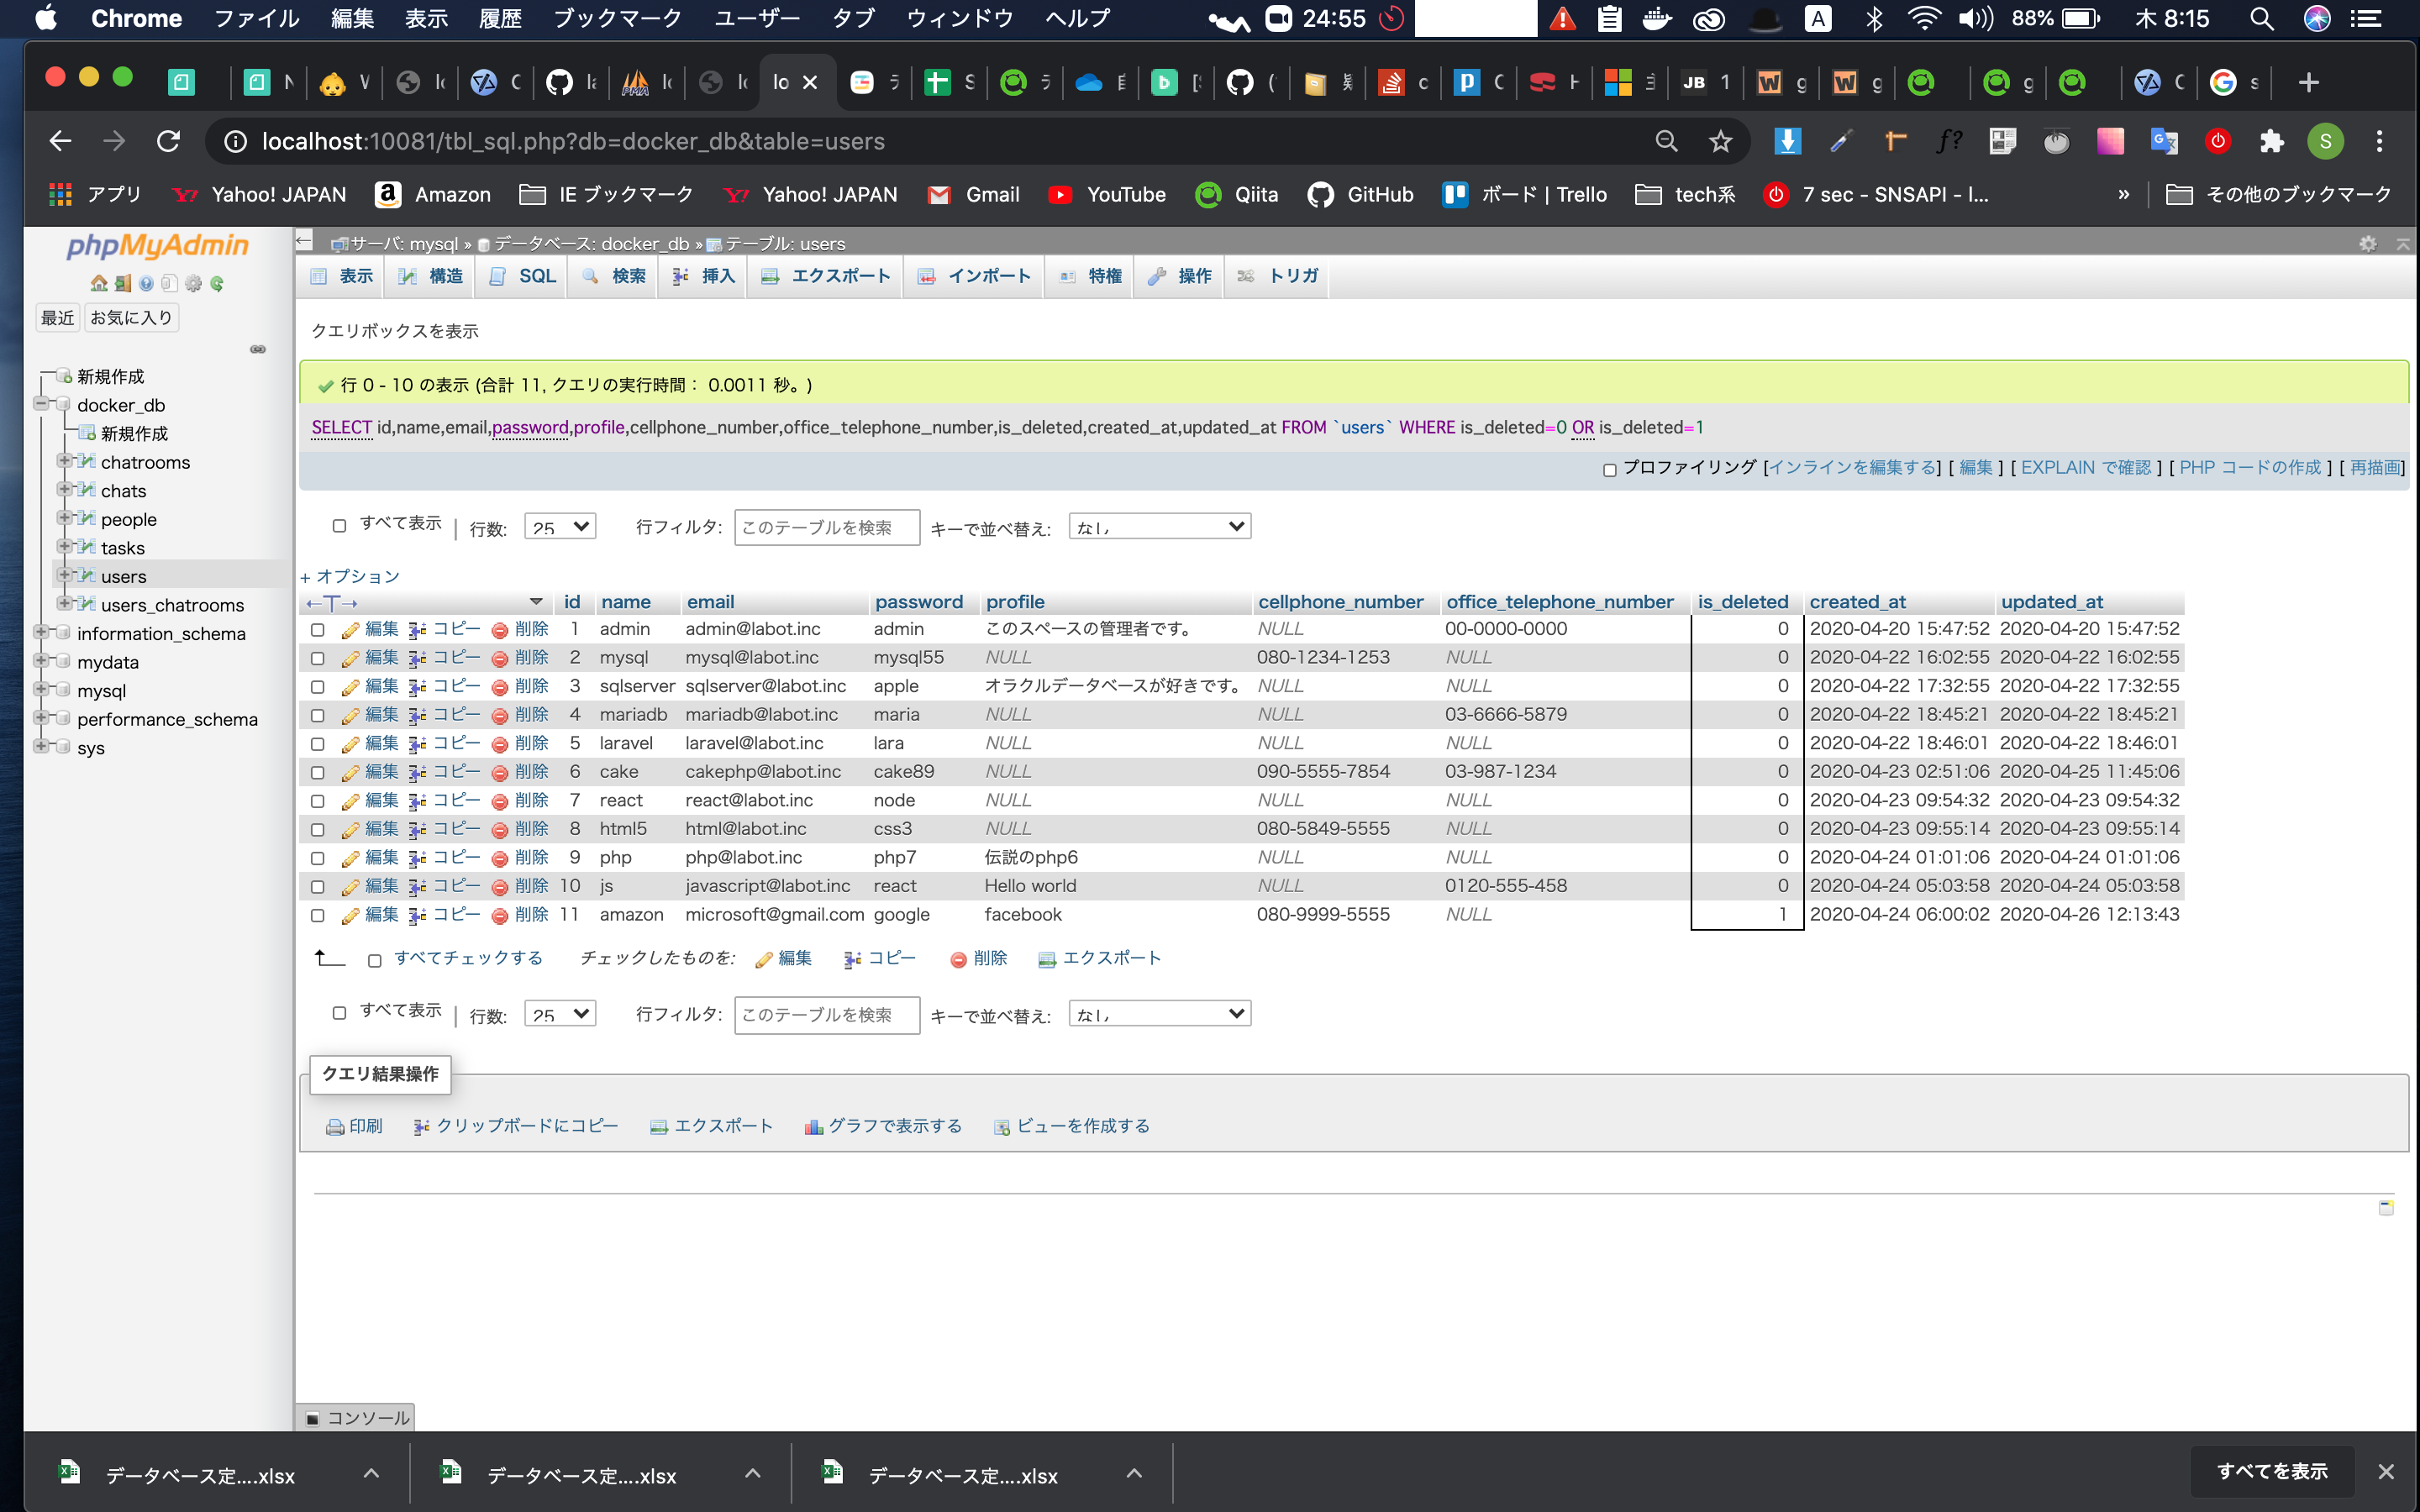 Chrome ファイル 編集 表示 履歴 ブックマーク ユーザー タブ ウィンドウ ヘルプ 24:55 A 88% 木 8:15
lo
localhost:10081/tbl_sql.php?db=docker_db&table=users
アプリ Yahoo! JAPAN Amazon IE ブックマーク Yahoo! JAPAN Gmail YouTube Qiita GitHub ボード | Trello tech系 7 sec - SNSAPI - l... » その他のブックマーク
phpMyAdmin
最近 お気に入り
新規作成
docker_db
新規作成
chatrooms
chats
people
tasks
users
users_chatrooms
information_schema
mydata
mysql
performance_schema
sys
サーバ: mysql » データベース: docker_db » テーブル: users
表示 構造 SQL 検索 挿入 エクスポート インポート 特権 操作 トリガ
クエリボックスを表示
行 0 - 10 の表示 (合計 11, クエリの実行時間： 0.0011 秒。)
SELECT id,name,email,password,profile,cellphone_number,office_telephone_number,is_deleted,created_at,updated_at FROM `users` WHERE is_deleted=0 OR is_deleted=1
プロファイリング [インラインを編集する] [ 編集 ] [ EXPLAIN で確認 ] [ PHP コードの作成 ] [ 再描画]
すべて表示 | 行数: 25 行フィルタ: このテーブルを検索 キーで並べ替え: なし
+ オプション
←T→ id name email password profile cellphone_number office_telephone_number is_deleted created_at updated_at
編集 コピー 削除 1 admin admin@labot.inc admin このスペースの管理者です。 NULL 00-0000-0000 0 2020-04-20 15:47:52 2020-04-20 15:47:52
編集 コピー 削除 2 mysql mysql@labot.inc mysql55 NULL 080-1234-1253 NULL 0 2020-04-22 16:02:55 2020-04-22 16:02:55
編集 コピー 削除 3 sqlserver sqlserver@labot.inc apple オラクルデータベースが好きです。 NULL NULL 0 2020-04-22 17:32:55 2020-04-22 17:32:55
編集 コピー 削除 4 mariadb mariadb@labot.inc maria NULL NULL 03-6666-5879 0 2020-04-22 18:45:21 2020-04-22 18:45:21
編集 コピー 削除 5 laravel laravel@labot.inc lara NULL NULL NULL 0 2020-04-22 18:46:01 2020-04-22 18:46:01
編集 コピー 削除 6 cake cakephp@labot.inc cake89 NULL 090-5555-7854 03-987-1234 0 2020-04-23 02:51:06 2020-04-25 11:45:06
編集 コピー 削除 7 react react@labot.inc node NULL NULL NULL 0 2020-04-23 09:54:32 2020-04-23 09:54:32
編集 コピー 削除 8 html5 html@labot.inc css3 NULL 080-5849-5555 NULL 0 2020-04-23 09:55:14 2020-04-23 09:55:14
編集 コピー 削除 9 php php@labot.inc php7 伝説のphp6 NULL NULL 0 2020-04-24 01:01:06 2020-04-24 01:01:06
編集 コピー 削除 10 js javascript@labot.inc react Hello world NULL 0120-555-458 0 2020-04-24 05:03:58 2020-04-24 05:03:58
編集 コピー 削除 11 amazon microsoft@gmail.com google facebook 080-9999-5555 NULL 1 2020-04-24 06:00:02 2020-04-26 12:13:43
すべてチェックする チェックしたものを: 編集 コピー 削除 エクスポート
すべて表示 | 行数: 25 行フィルタ: このテーブルを検索 キーで並べ替え: なし
クエリ結果操作
印刷 クリップボードにコピー エクスポート グラフで表示する ビューを作成する
コンソール
データベース定....xlsx データベース定....xlsx データベース定....xlsx すべてを表示